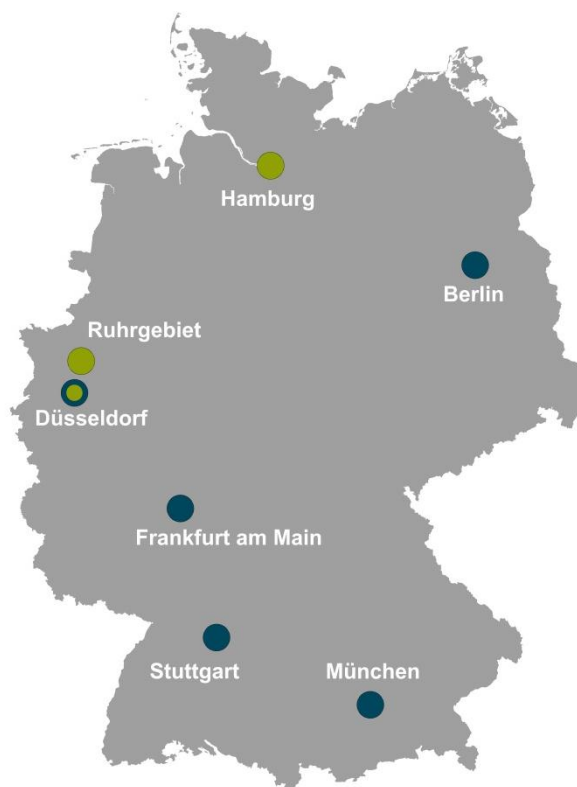 Hamburg
Berlin
Ruhrgebiet
Düsseldorf
Frankfurt am Main
Stuttgart
München